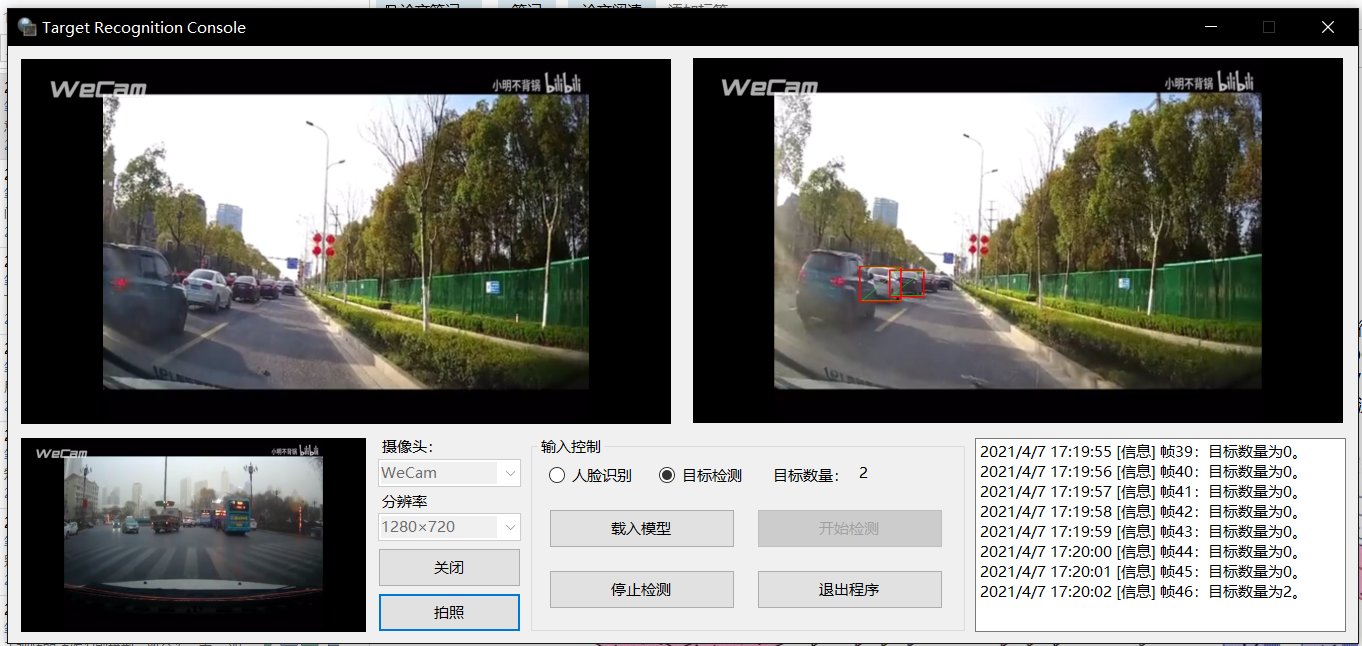 Target Recognition Console
WeCam
小明不背锅 bilibili
WeCam
小明不背锅 bilibili
WeCam
小明不背锅 bilibili
摄像头：
WeCam
分辨率
1280×720
关闭
拍照
输入控制
人脸识别
目标检测
目标数量：
2
载入模型
开始检测
停止检测
退出程序
2021/4/7 17:19:55 [信息] 帧39：目标数量为0。
2021/4/7 17:19:56 [信息] 帧40：目标数量为0。
2021/4/7 17:19:57 [信息] 帧41：目标数量为0。
2021/4/7 17:19:58 [信息] 帧42：目标数量为0。
2021/4/7 17:19:59 [信息] 帧43：目标数量为0。
2021/4/7 17:20:00 [信息] 帧44：目标数量为0。
2021/4/7 17:20:01 [信息] 帧45：目标数量为0。
2021/4/7 17:20:02 [信息] 帧46：目标数量为2。